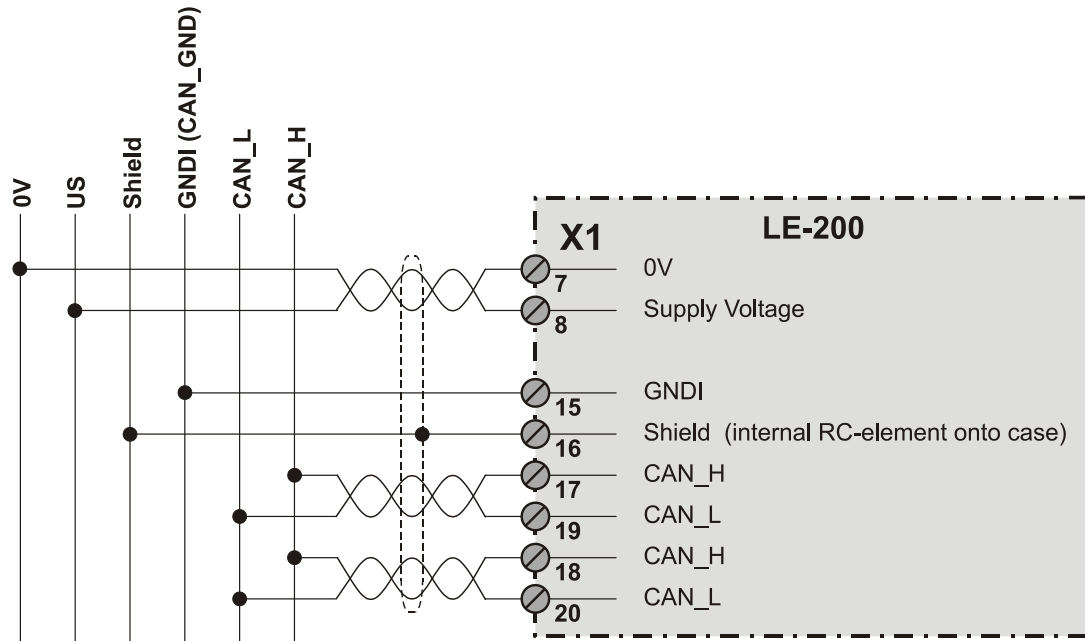 0V
US
Shield
GNDI (CAN_GND)
CAN_L
CAN_H
X1
LE-200
7
0V
8
Supply Voltage
15
GNDI
16
Shield (internal RC-element onto case)
17
CAN_H
19
CAN_L
18
CAN_H
20
CAN_L